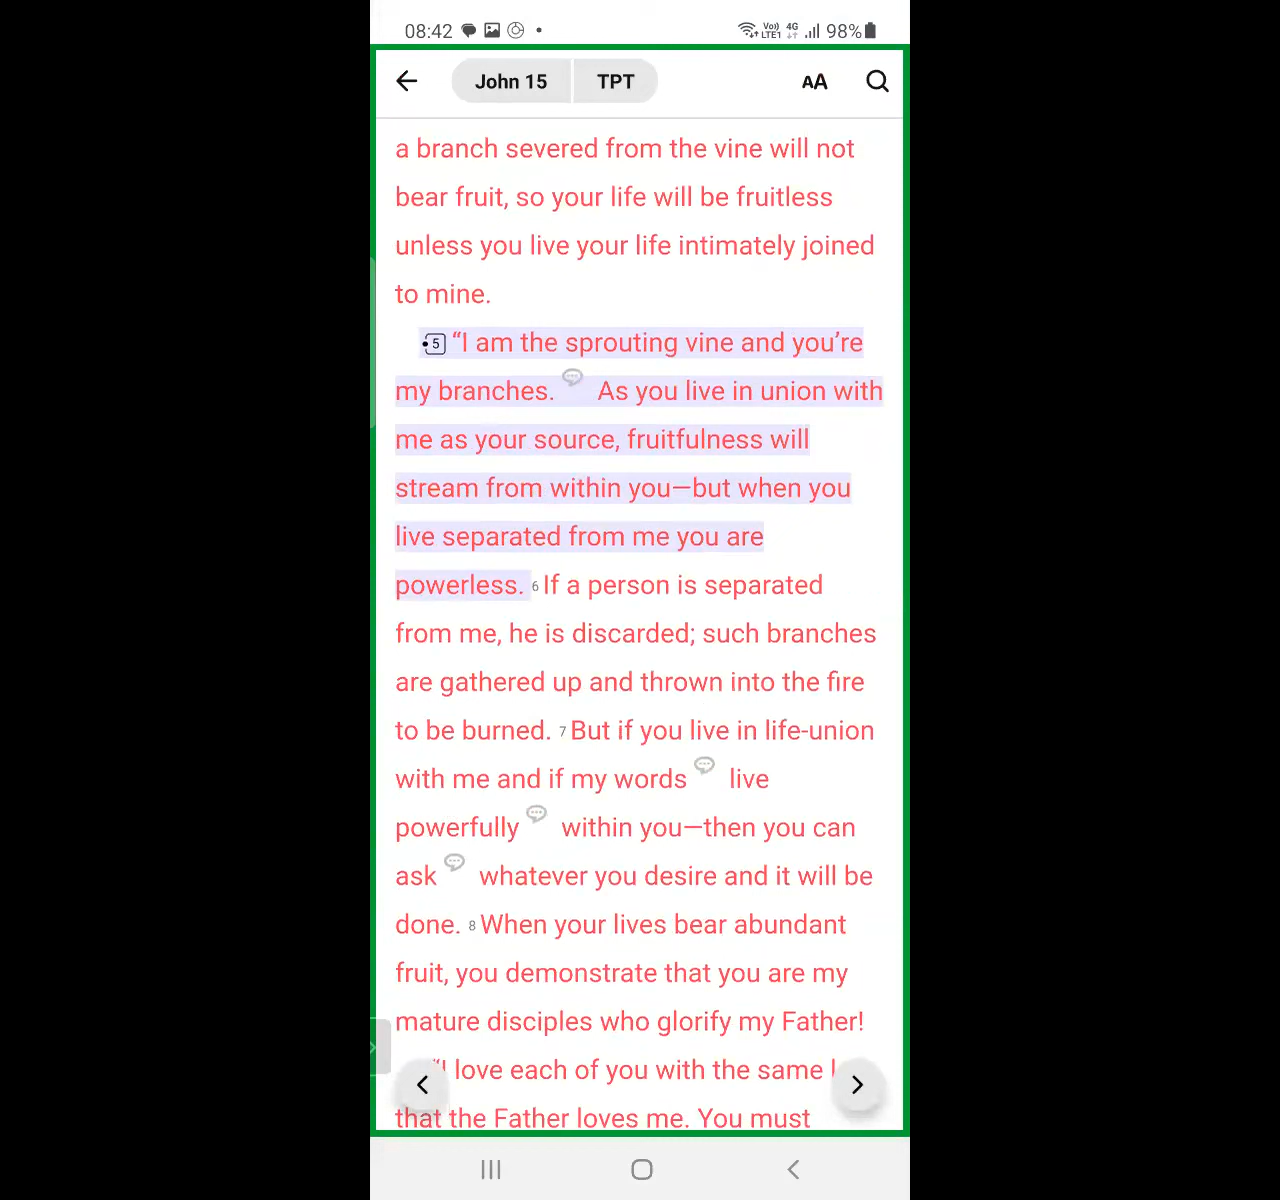 08:42 Vo) LTE1 4G 98%
John 15 TPT AA
a branch severed from the vine will not
bear fruit, so your life will be fruitless
unless you live your life intimately joined
to mine.
5 “I am the sprouting vine and you’re
my branches. As you live in union with
me as your source, fruitfulness will
stream from within you—but when you
live separated from me you are
powerless. 6 If a person is separated
from me, he is discarded; such branches
are gathered up and thrown into the fire
to be burned. 7 But if you live in life-union
with me and if my words live
powerfully within you—then you can
ask whatever you desire and it will be
done. 8 When your lives bear abundant
fruit, you demonstrate that you are my
mature disciples who glorify my Father!
“I love each of you with the same
that the Father loves me. You must